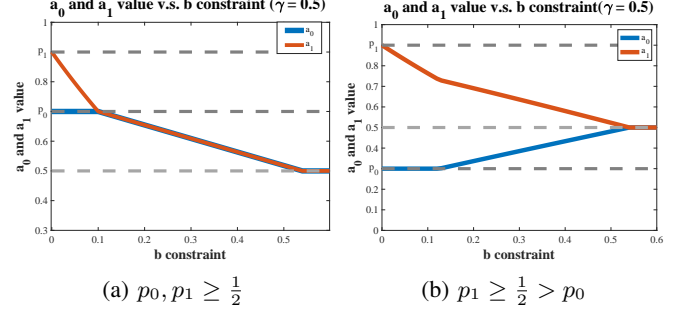 a₀ and a₁ value v.s. b constraint (γ = 0.5)
a₀ and a₁ value
1
p₁
0.9
0.8
p₀
0.7
0.6
0.5
0.4
0.3
0
0.1
0.2
0.3
0.4
0.5
b constraint
a₀
a₁
(a) p₀, p₁ ≥ 1/2
a₀ and a₁ value v.s. b constraint(γ = 0.5)
a₀ and a₁ value
1
p₁
0.9
0.8
0.7
0.6
0.5
0.4
p₀
0.3
0.2
0.1
0
0
0.1
0.2
0.3
0.4
0.5
0.6
b constraint
a₀
a₁
(b) p₁ ≥ 1/2 > p₀